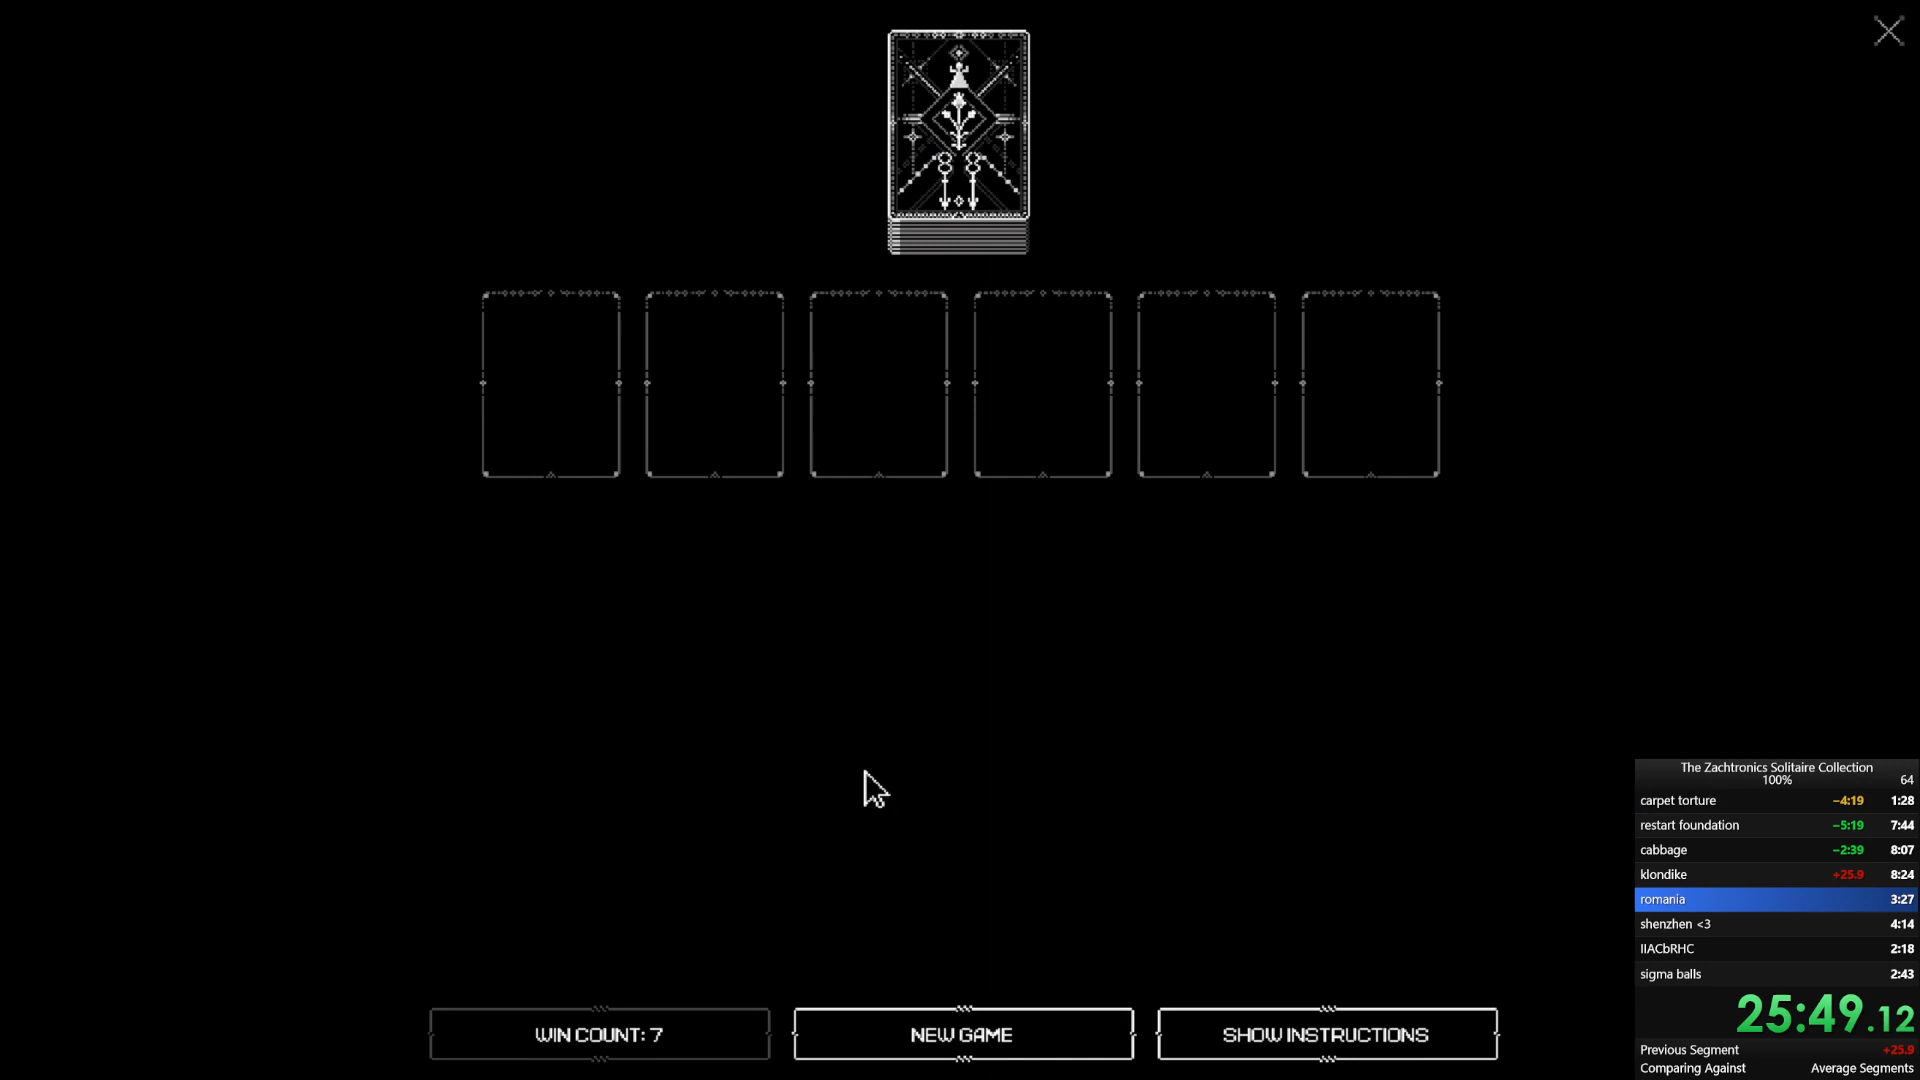 WIN COUNT: 7
NEW GAME
SHOW INSTRUCTIONS
The Zachtronics Solitaire Collection
100% 64
carpet torture −4:19 1:28
restart foundation −5:19 7:44
cabbage −2:39 8:07
klondike +25.9 8:24
romania 3:27
shenzhen <3 4:14
IIACbRHC 2:18
sigma balls 2:43
25:49.12
Previous Segment +25.9
Comparing Against Average Segments